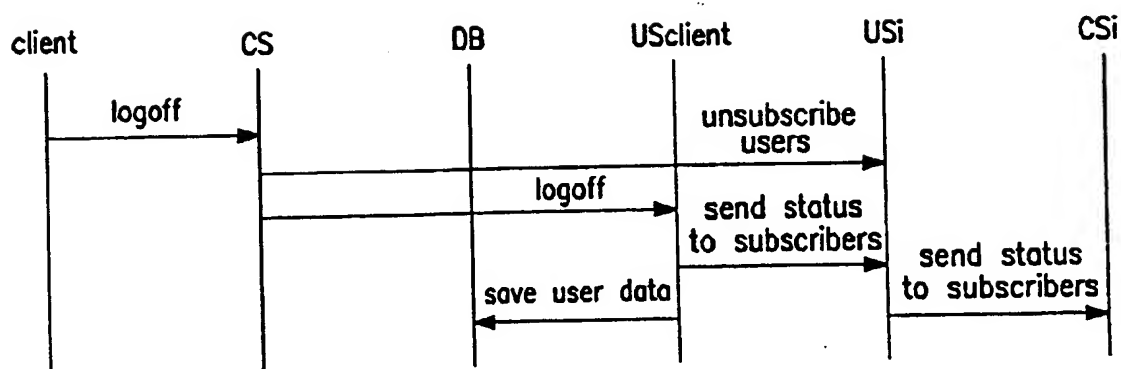 client
CS
DB
USclient
USi
CSi
logoff
unsubscribe
users
logoff
send status
to subscribers
send status
to subscribers
save user data